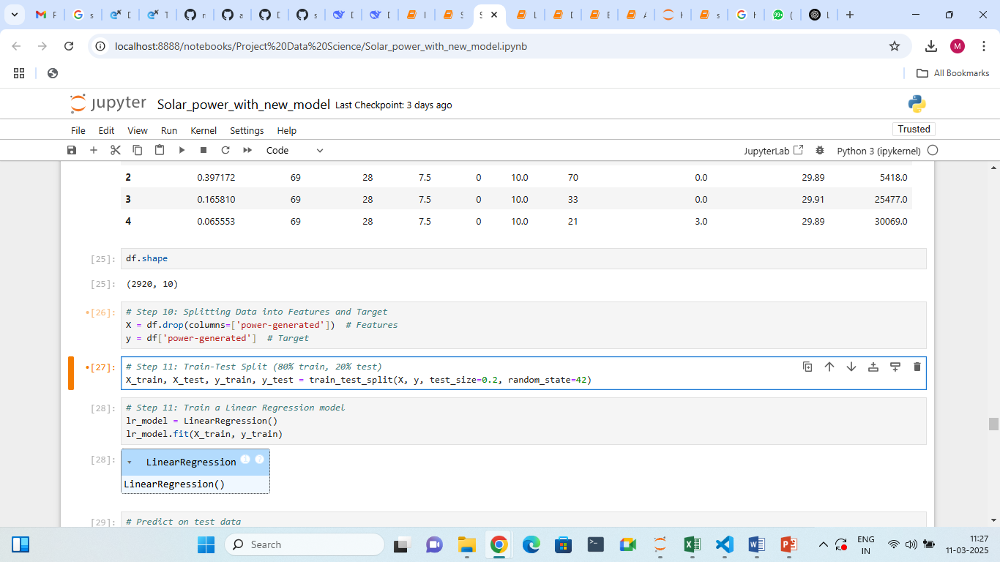 P
s
D
T
n
a
D
s
D
D
I
S
S
L
D
E
A
H
s
h
99+
(
L
localhost:8888/notebooks/Project%20Data%20Science/Solar_power_with_new_model.ipynb
M
All Bookmarks
jupyter Solar_power_with_new_model Last Checkpoint: 3 days ago
File Edit View Run Kernel Settings Help
Trusted
Code
JupyterLab
Python 3 (ipykernel)
2 0.397172 69 28 7.5 0 10.0 70 0.0 29.89 5418.0
3 0.165810 69 28 7.5 0 10.0 33 0.0 29.91 25477.0
4 0.065553 69 28 7.5 0 10.0 21 3.0 29.89 30069.0
[25]: df.shape
[25]: (2920, 10)
•[26]: # Step 10: Splitting Data into Features and Target
X = df.drop(columns=['power-generated']) # Features
y = df['power-generated'] # Target
•[27]: # Step 11: Train-Test Split (80% train, 20% test)
X_train, X_test, y_train, y_test = train_test_split(X, y, test_size=0.2, random_state=42)
[28]: # Step 11: Train a Linear Regression model
lr_model = LinearRegression()
lr_model.fit(X_train, y_train)
[28]: LinearRegression i ?
LinearRegression()
[29]: # Predict on test data
Search
ENG
IN
11:27
11-03-2025